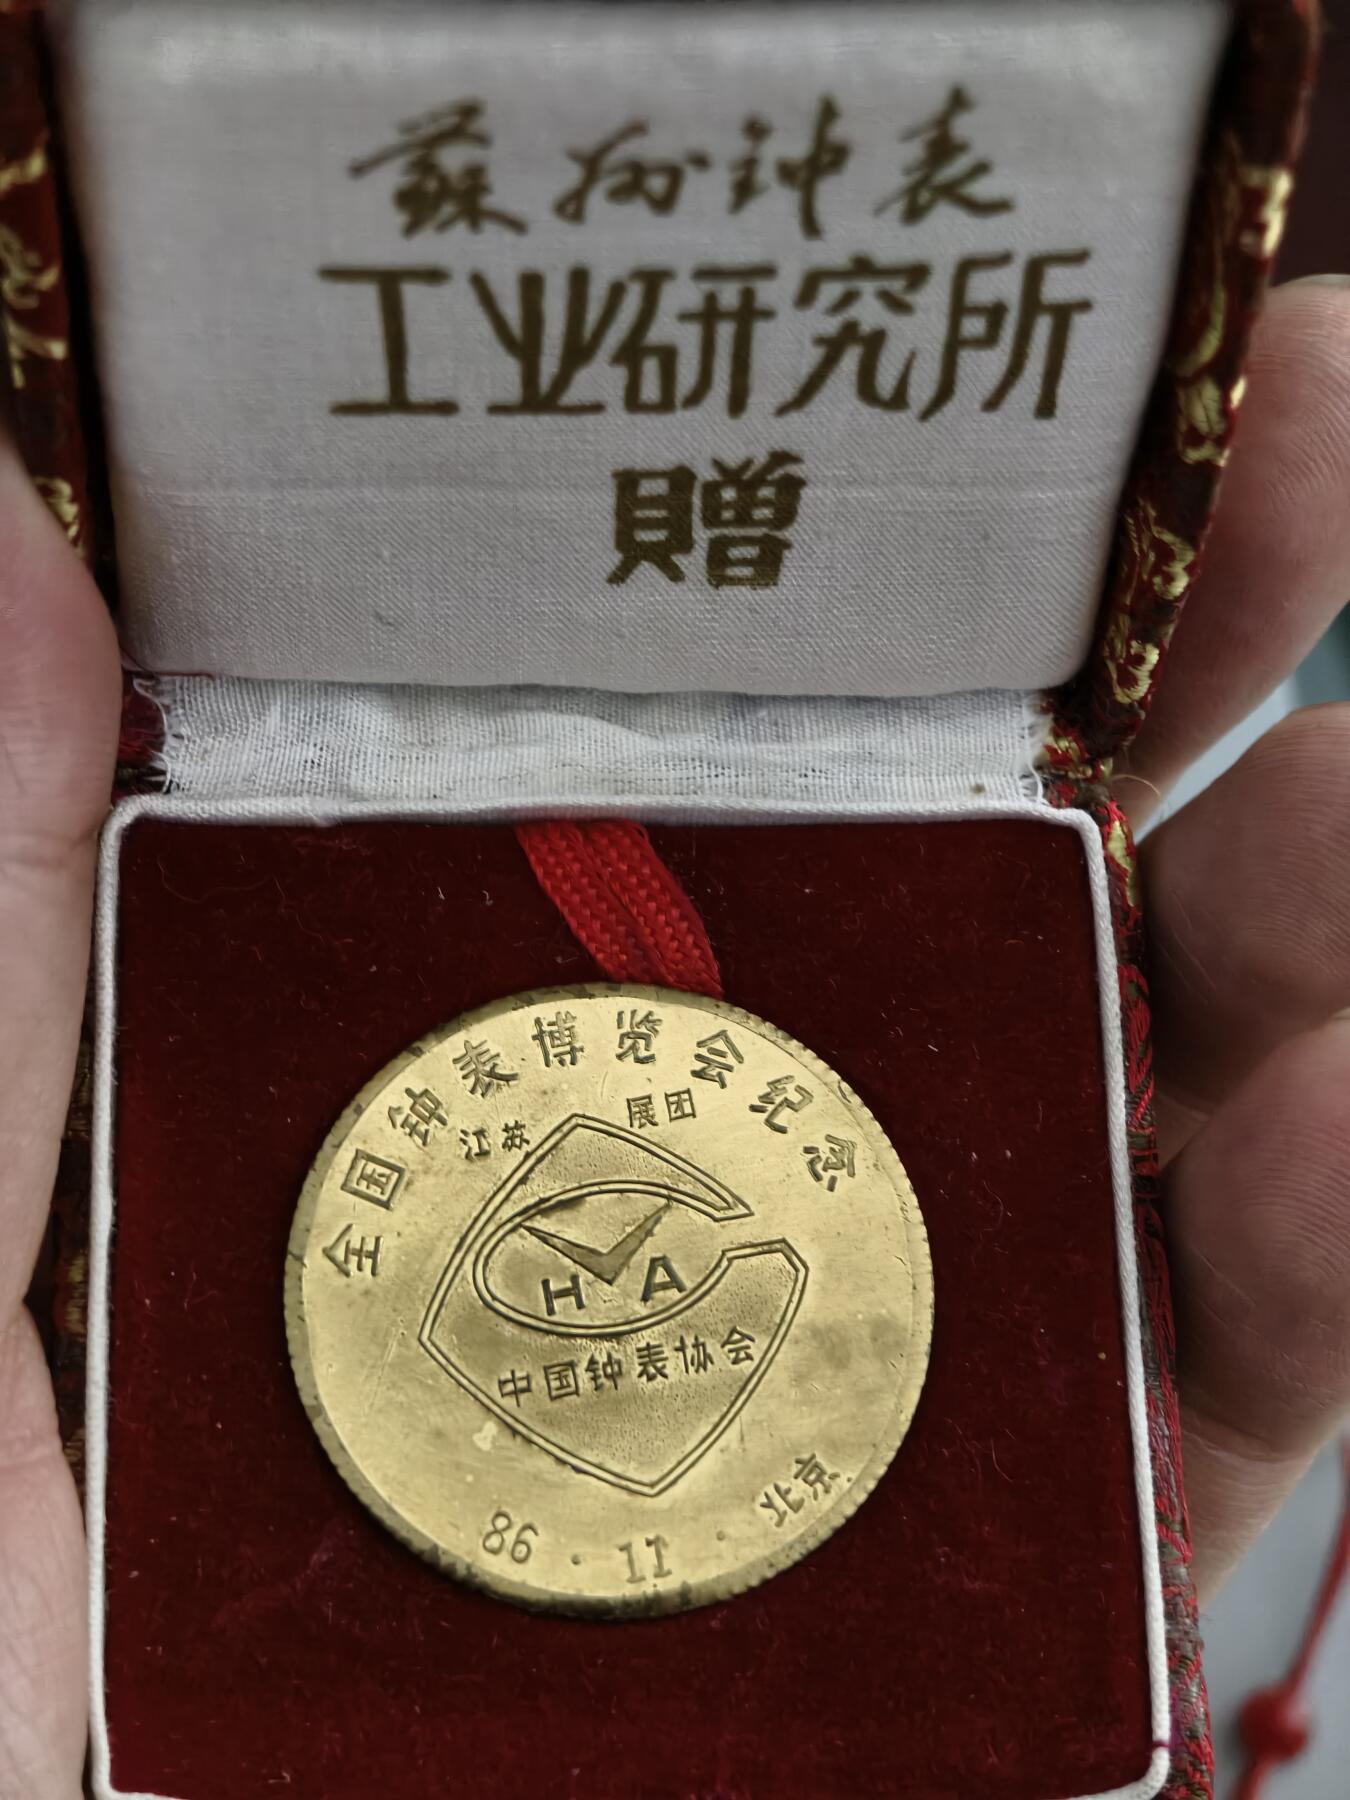 蘇州钟表
工业研究所
贈
全国钟表博览会纪念
江苏 展团
H A
中国钟表协会
86·11·北京